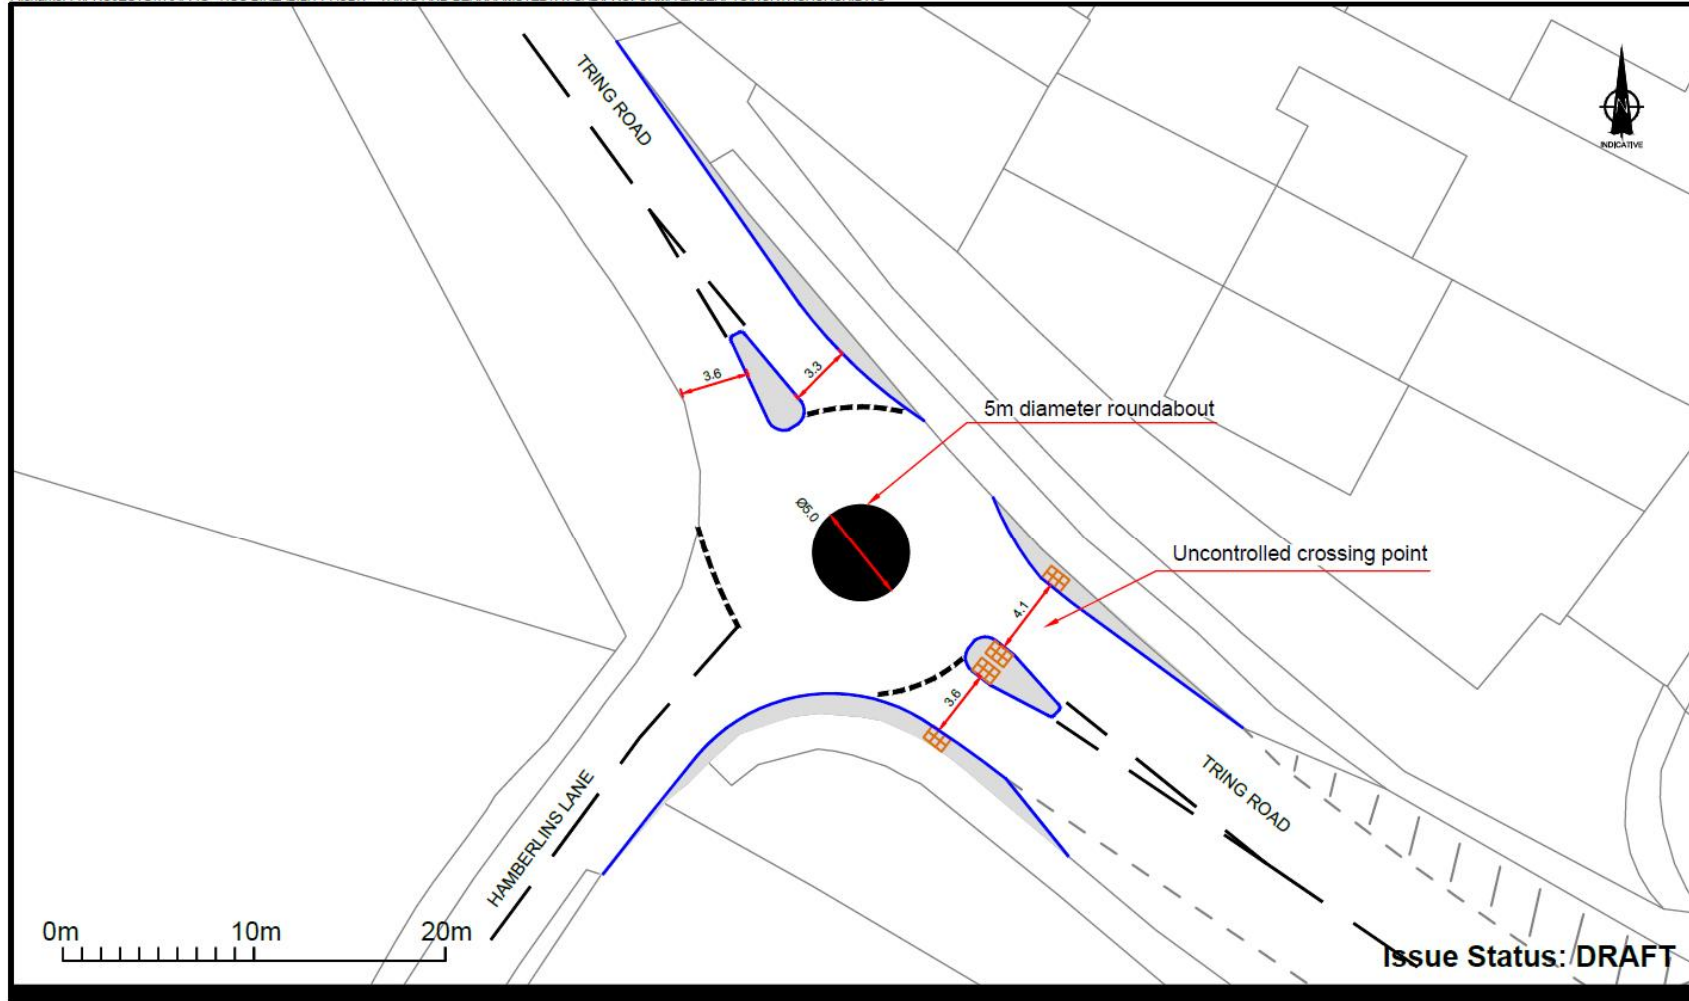 TRING ROAD
N
INDICATIVE
3.6
3.3
5m diameter roundabout
Ø5.0
Uncontrolled crossing point
4.1
3.6
TRING ROAD
HAMBERLINS LANE
0m 10m 20m
Issue Status: DRAFT